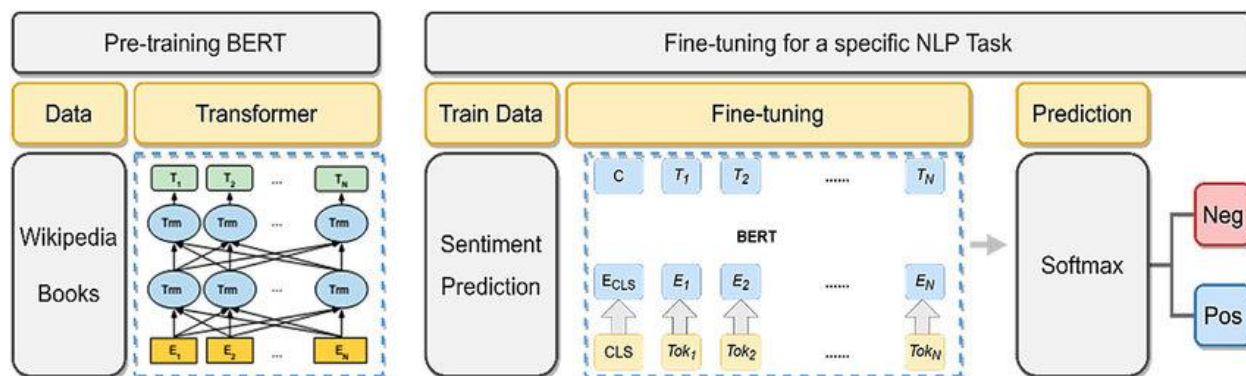 Pre-training BERT
Fine-tuning for a specific NLP Task
Data
Transformer
Train Data
Fine-tuning
Prediction
Wikipedia
Books
T1 T2 ... TN
Trm Trm ... Trm
Trm Trm ... Trm
E1 E2 ... EN
Sentiment
Prediction
C T1 T2 ...... TN
BERT
ECLS E1 E2 ...... EN
CLS Tok1 Tok2 ...... TokN
Softmax
Neg
Pos